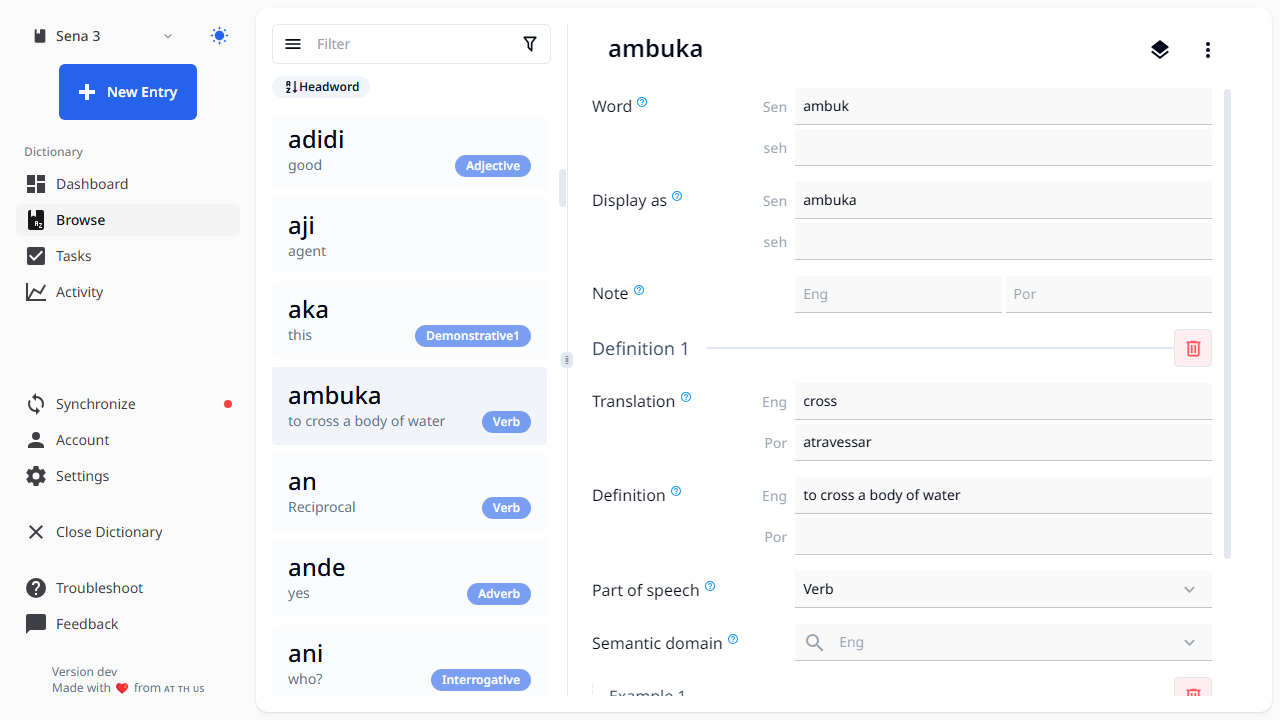 Sena 3
New Entry
Dictionary
Dashboard
Browse
Tasks
Activity
Synchronize
Account
Settings
Close Dictionary
Troubleshoot
Feedback
Version dev
Made with ❤️ from AT TH US
Filter
Headword
adidi
good
Adjective
aji
agent
aka
this
Demonstrative1
ambuka
to cross a body of water
Verb
an
Reciprocal
Verb
ande
yes
Adverb
ani
who?
Interrogative
ambuka
Word Sen ambuk
seh
Display as Sen ambuka
seh
Note Eng Por
Definition 1
Translation Eng cross
Por atravessar
Definition Eng to cross a body of water
Por
Part of speech Verb
Semantic domain Eng
Example 1